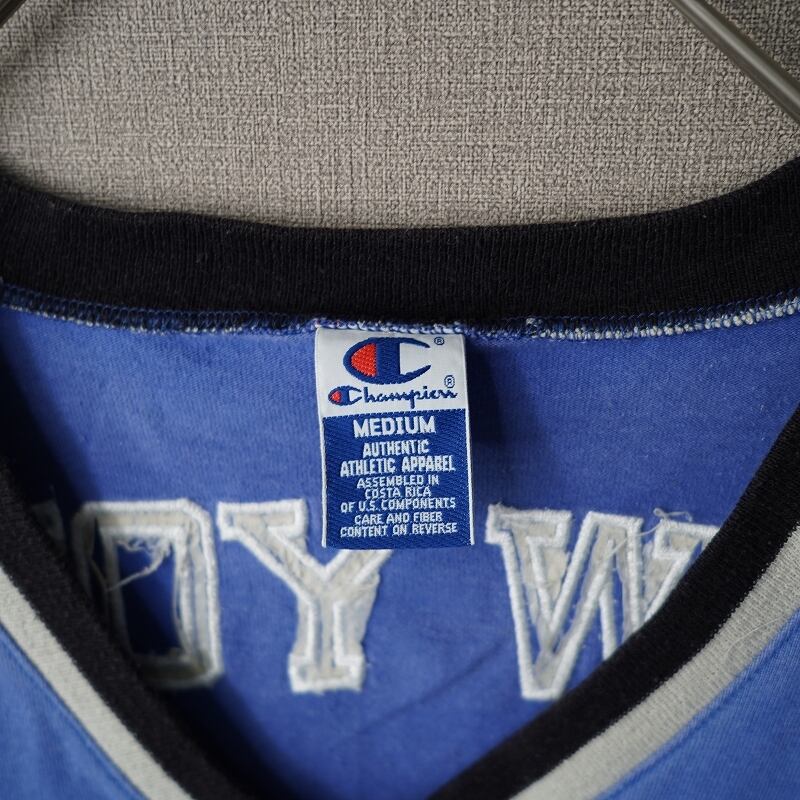 ®
Champion®
MEDIUM
AUTHENTIC
ATHLETIC APPAREL
ASSEMBLED IN
COSTA RICA
OF U.S. COMPONENTS
CARE AND FIBER
CONTENT ON REVERSE